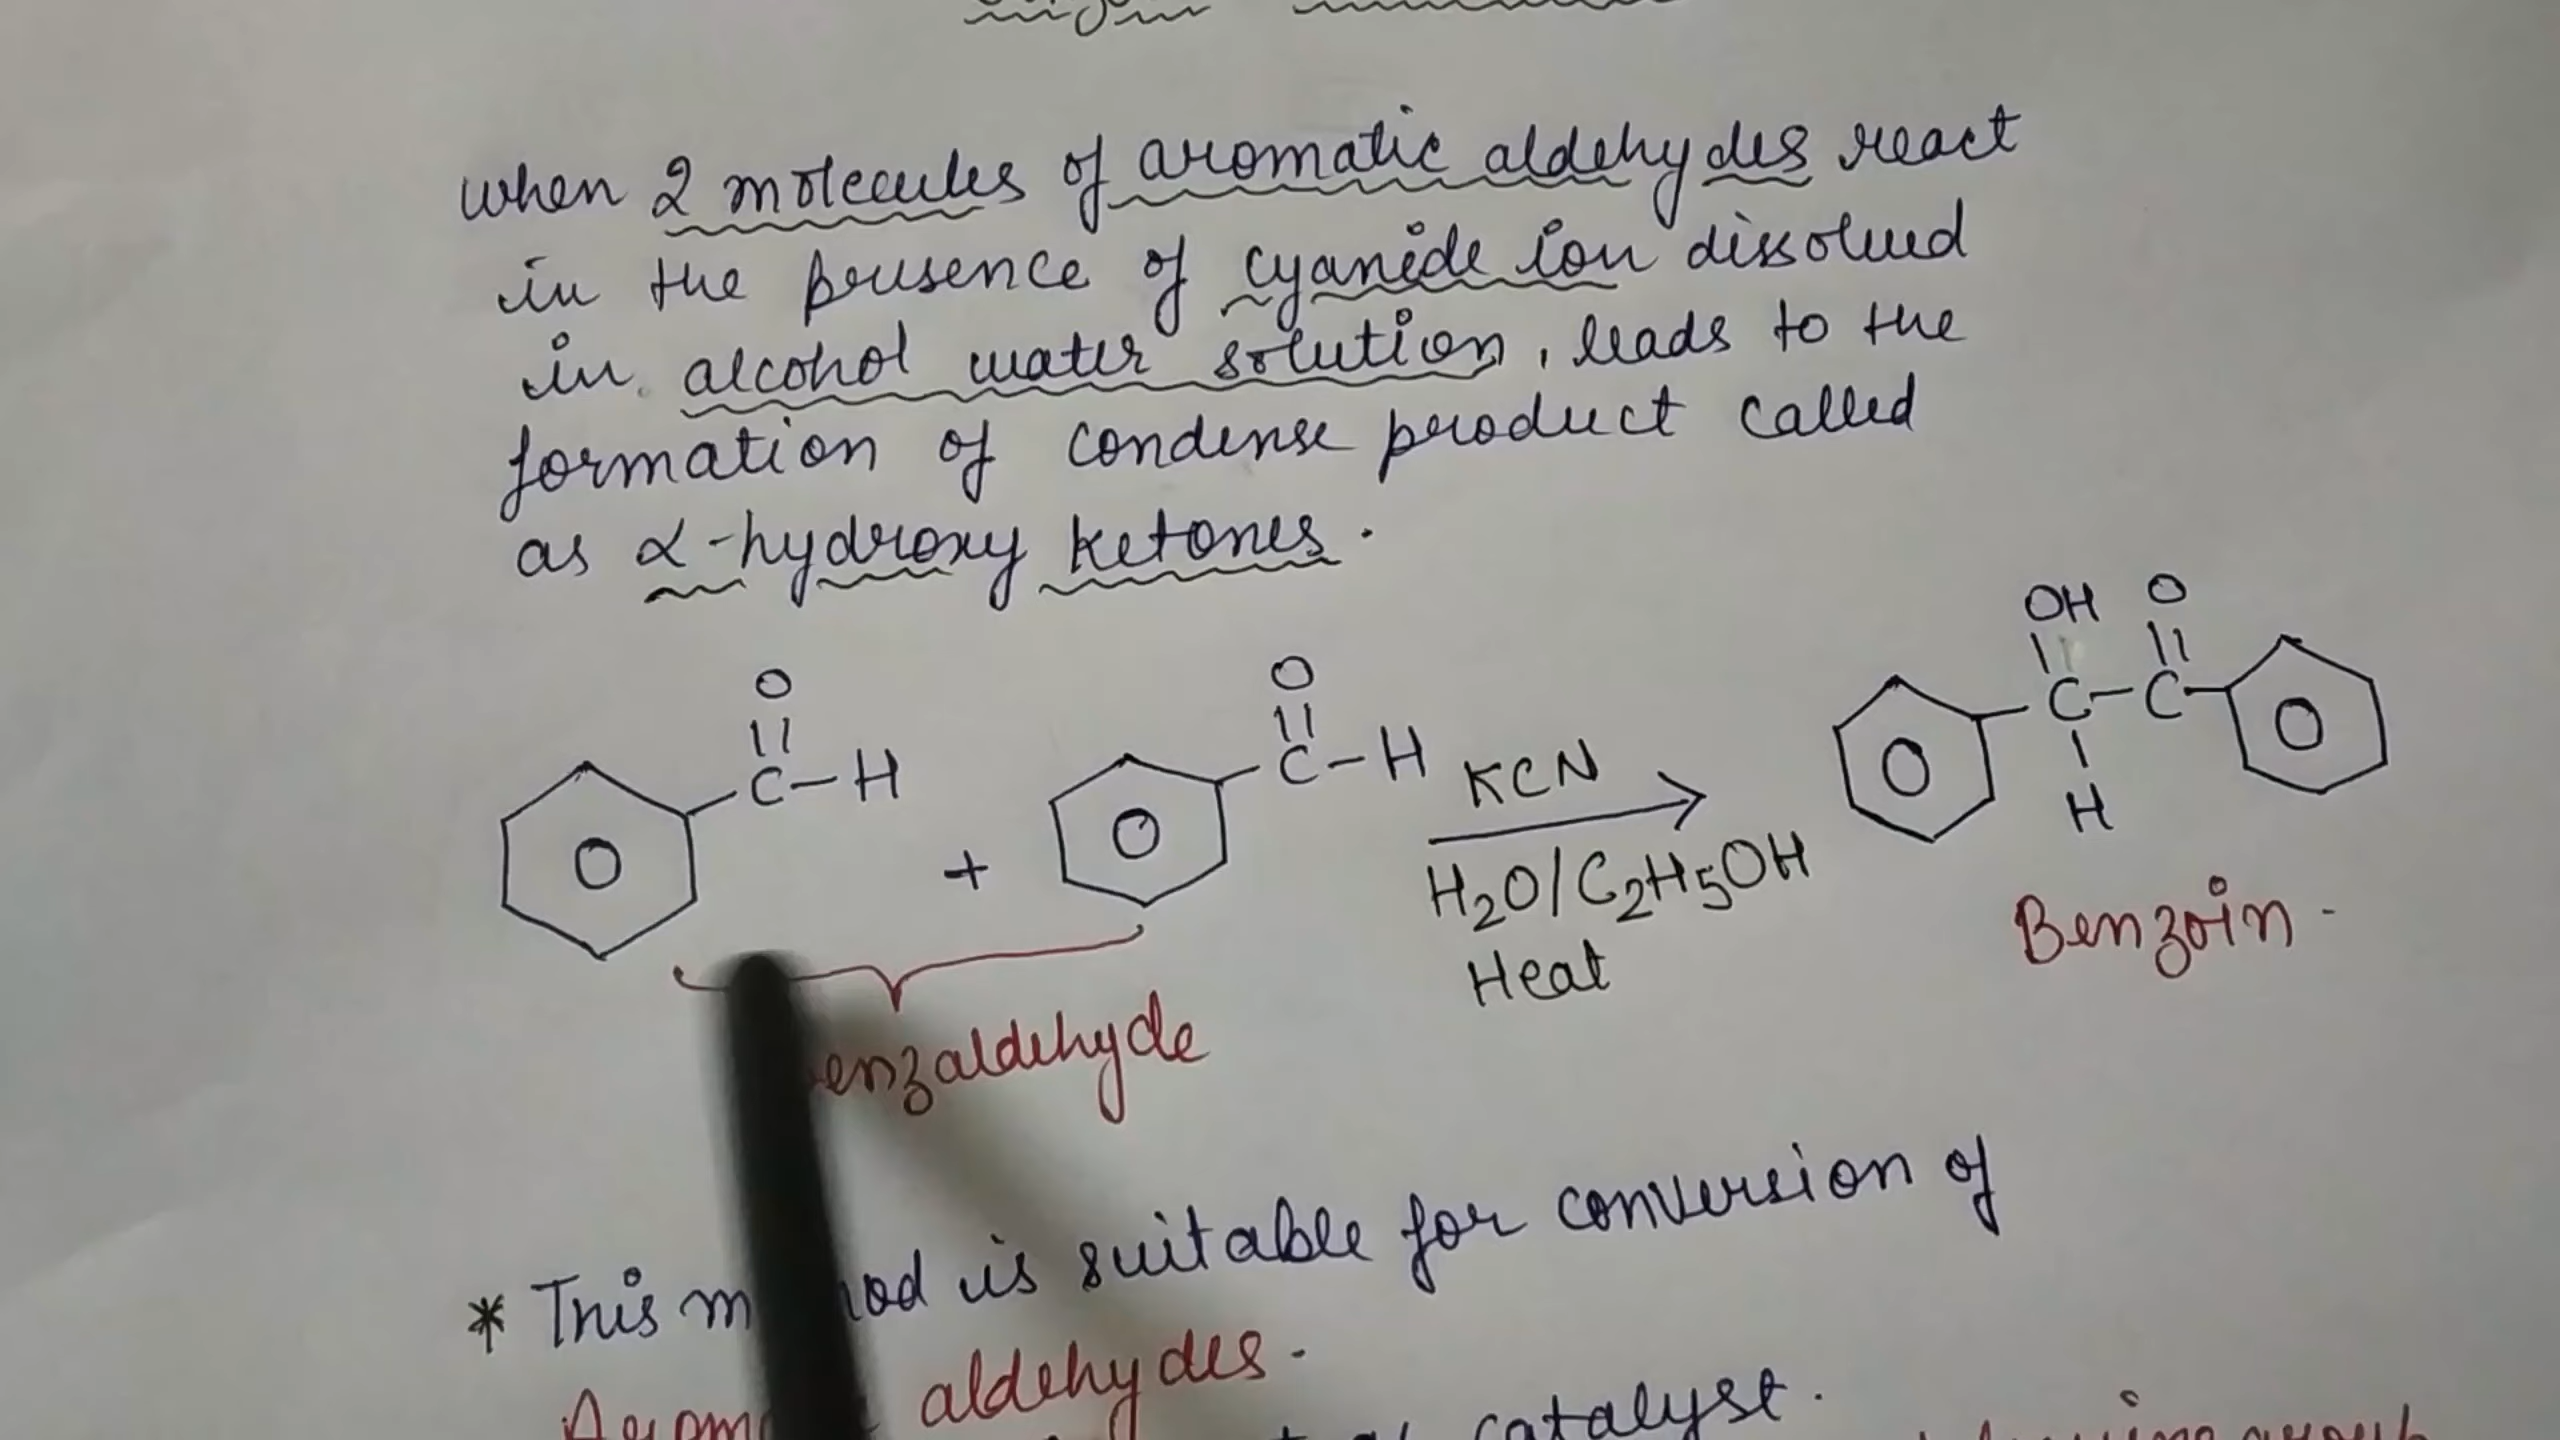 when 2 molecules of aromatic aldehydes react
in the presence of cyanide ion dissolved
in alcohol water solution, leads to the
formation of condense product called
as α-hydroxy ketones.
O O OH O
C-H C-H C-C
+ KCN H
H2O/C2H5OH
Heat
Benzoin
enzaldehyde
* This m hod is suitable for conversion of
Arom aldehydes.
catalyst.